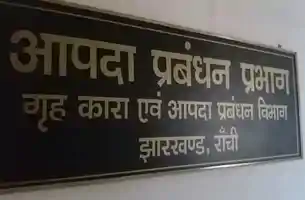 आपदा प्रबंधन प्रभाग
गृह कारा एवं आपदा प्रबंधन विभाग
झारखण्ड, राँची